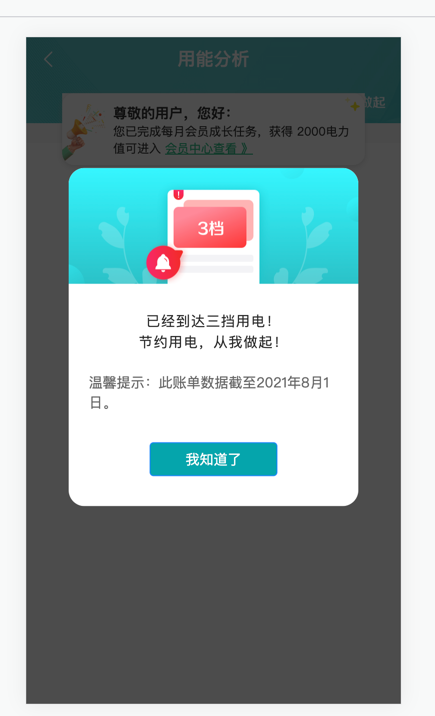 用能分析
做起
尊敬的用户，您好：
您已完成每月会员成长任务，获得 2000电力
值可进入 会员中心查看 》
!
3档
已经到达三挡用电！
节约用电，从我做起！
温馨提示：此账单数据截至2021年8月1
日。
我知道了